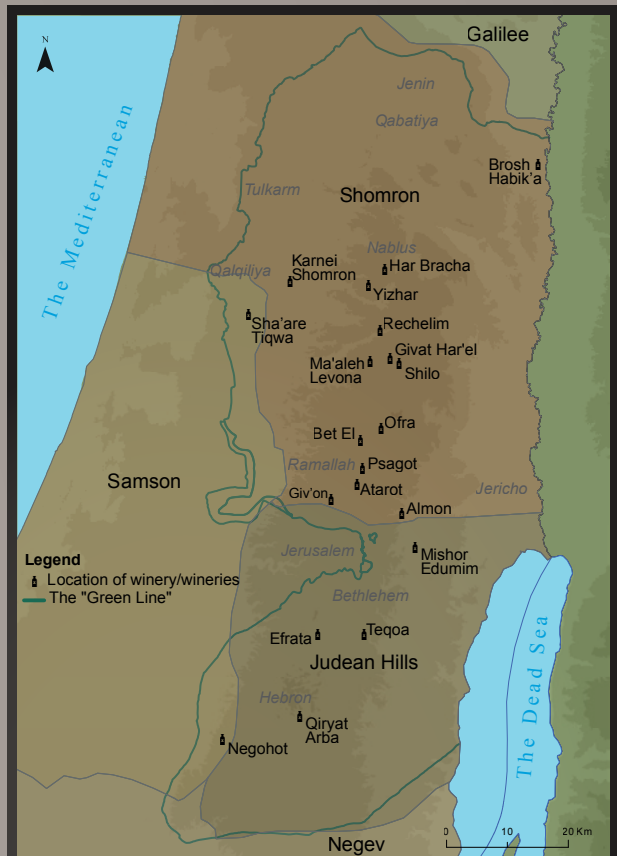 N
Galilee
Jenin
Qabatiya
Brosh
Habik'a
Tulkarm
Shomron
The Mediterranean
Nablus
Qalqiliya
Karnei
Shomron
Har Bracha
Yizhar
Sha'are
Tiqwa
Rechelim
Ma'aleh
Levona
Givat Har'el
Shilo
Bet El
Ofra
Samson
Ramallah
Psagot
Giv'on
Atarot
Jericho
Almon
Legend
Location of winery/wineries
The "Green Line"
Jerusalem
Mishor
Edumim
Bethlehem
Efrata
Teqoa
Judean Hills
The Dead Sea
Hebron
Qiryat
Arba
Negohot
Negev
0 10 20 Km